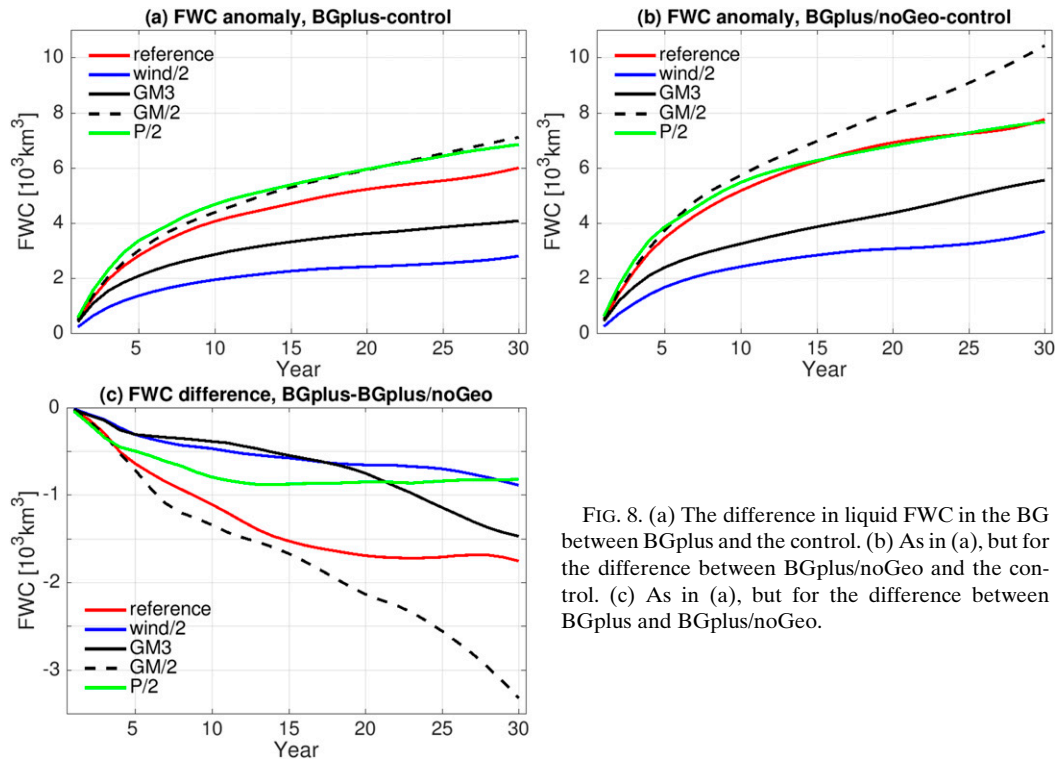 (a) FWC anomaly, BGplus-control
FWC [10³km³]
10
8
6
4
2
0
reference
wind/2
GM3
GM/2
P/2
5 10 15 20 25 30
Year
(b) FWC anomaly, BGplus/noGeo-control
FWC [10³km³]
10
8
6
4
2
0
reference
wind/2
GM3
GM/2
P/2
5 10 15 20 25 30
Year
(c) FWC difference, BGplus-BGplus/noGeo
FWC [10³km³]
0
-1
-2
-3
reference
wind/2
GM3
GM/2
P/2
5 10 15 20 25 30
Year
FIG. 8. (a) The difference in liquid FWC in the BG
between BGplus and the control. (b) As in (a), but for
the difference between BGplus/noGeo and the con-
trol. (c) As in (a), but for the difference between
BGplus and BGplus/noGeo.